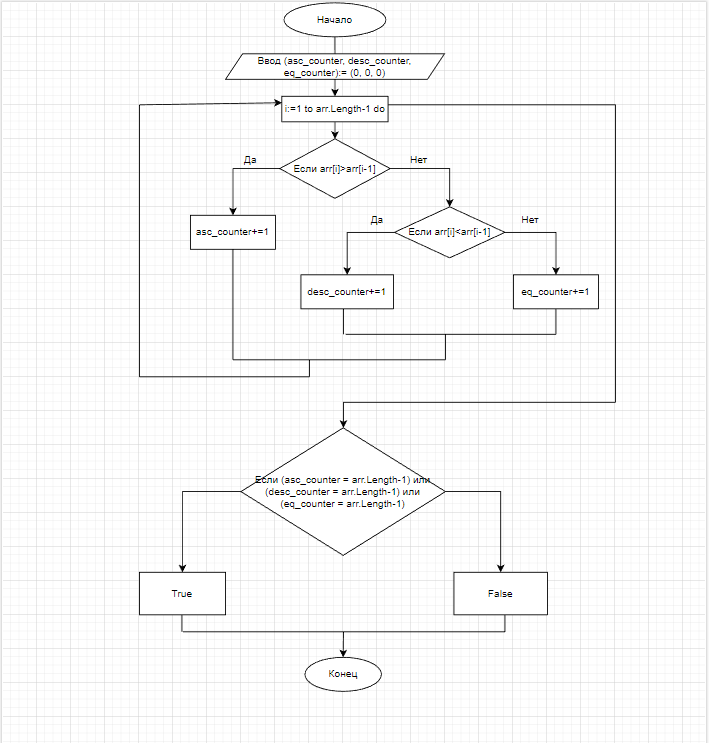 Начало
Ввод (asc_counter, desc_counter,
eq_counter):= (0, 0, 0)
i:=1 to arr.Length-1 do
Да
Если arr[i]>arr[i-1]
Нет
asc_counter+=1
Да
Если arr[i]<arr[i-1]
Нет
desc_counter+=1
eq_counter+=1
Если (asc_counter = arr.Length-1) или
(desc_counter = arr.Length-1) или
(eq_counter = arr.Length-1)
True
False
Конец